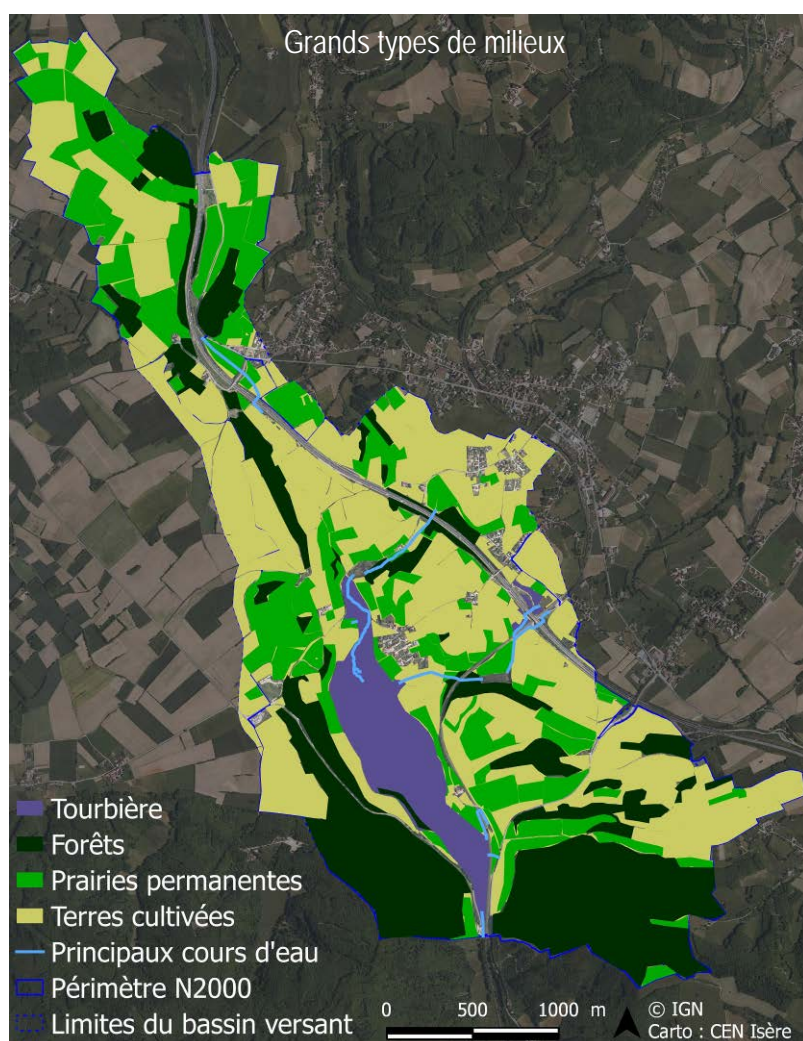 Grands types de milieux
Tourbière
Forêts
Prairies permanentes
Terres cultivées
Principaux cours d'eau
Périmètre N2000
Limites du bassin versant
0 500 1000 m
© IGN
Carto : CEN Isère